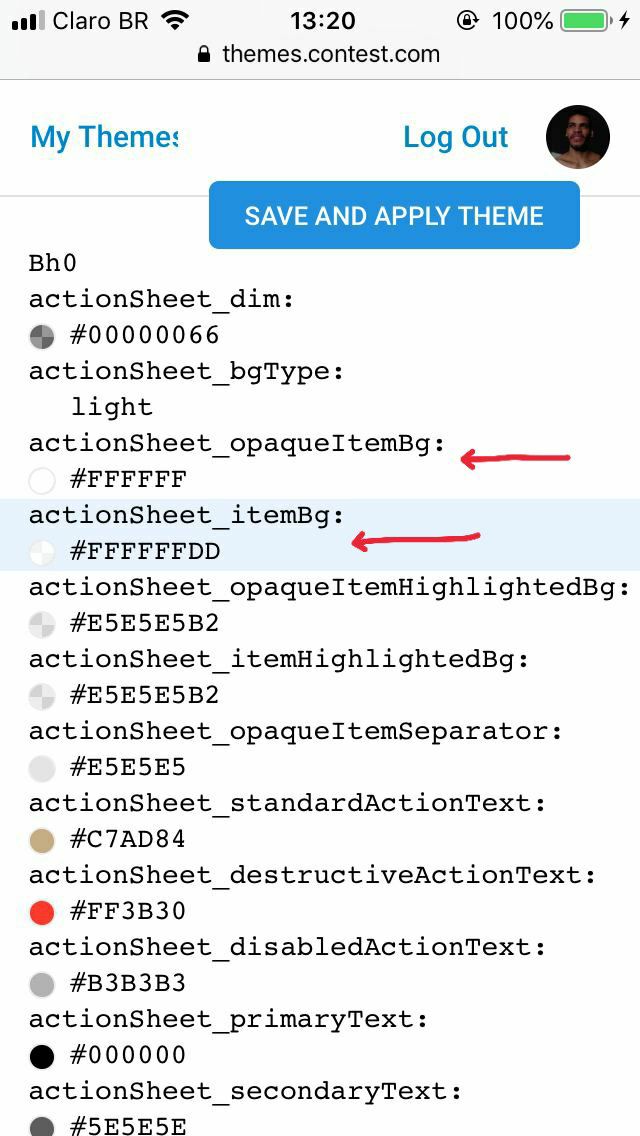 Claro BR 13:20 100%
themes.contest.com
My Themes Log Out
SAVE AND APPLY THEME
Bh0
actionSheet_dim:
#00000066
actionSheet_bgType:
light
actionSheet_opaqueItemBg:
#FFFFFF
actionSheet_itemBg:
#FFFFFFDD
actionSheet_opaqueItemHighlightedBg:
#E5E5E5B2
actionSheet_itemHighlightedBg:
#E5E5E5B2
actionSheet_opaqueItemSeparator:
#E5E5E5
actionSheet_standardActionText:
#C7AD84
actionSheet_destructiveActionText:
#FF3B30
actionSheet_disabledActionText:
#B3B3B3
actionSheet_primaryText:
#000000
actionSheet_secondaryText:
#5E5E5E